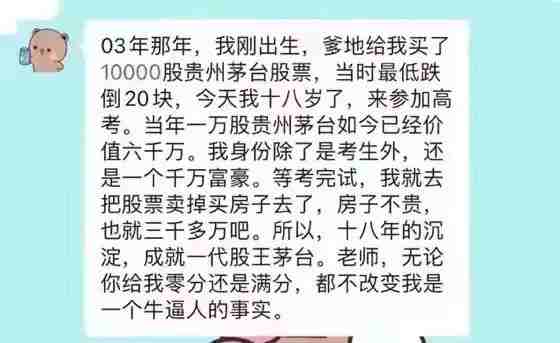 03年那年，我刚出生，爹地给我买了
10000股贵州茅台股票，当时最低跌
倒20块，今天我十八岁了，来参加高
考。当年一万股贵州茅台如今已经价
值六千万。我身份除了是考生外，还
是一个千万富豪。等考完试，我就去
把股票卖掉买房子去了，房子不贵，
也就三千多万吧。所以，十八年的沉
淀，成就一代股王茅台。老师，无论
你给我零分还是满分，都不改变我是
一个牛逼人的事实。